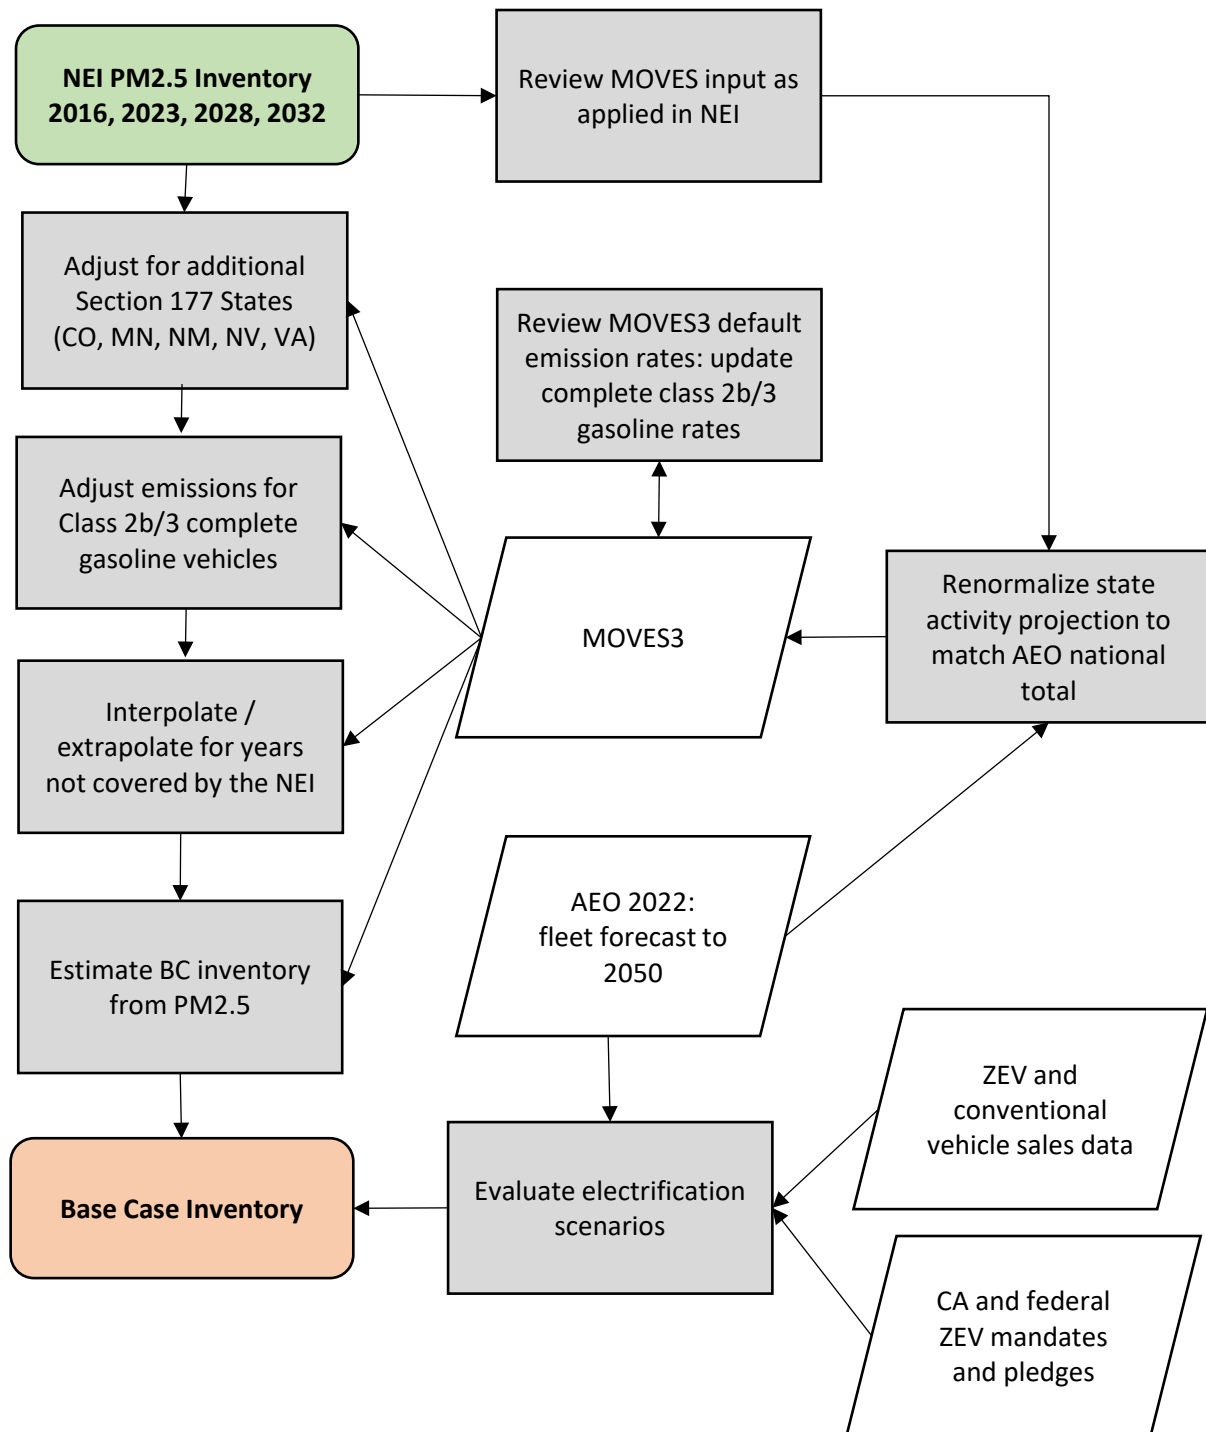 NEI PM2.5 Inventory
2016, 2023, 2028, 2032
Review MOVES input as
applied in NEI
Adjust for additional
Section 177 States
(CO, MN, NM, NV, VA)
Review MOVES3 default
emission rates: update
complete class 2b/3
gasoline rates
Adjust emissions for
Class 2b/3 complete
gasoline vehicles
MOVES3
Renormalize state
activity projection to
match AEO national
total
Interpolate /
extrapolate for years
not covered by the NEI
AEO 2022:
fleet forecast to
2050
Estimate BC inventory
from PM2.5
ZEV and
conventional
vehicle sales data
Base Case Inventory
Evaluate electrification
scenarios
CA and federal
ZEV mandates
and pledges